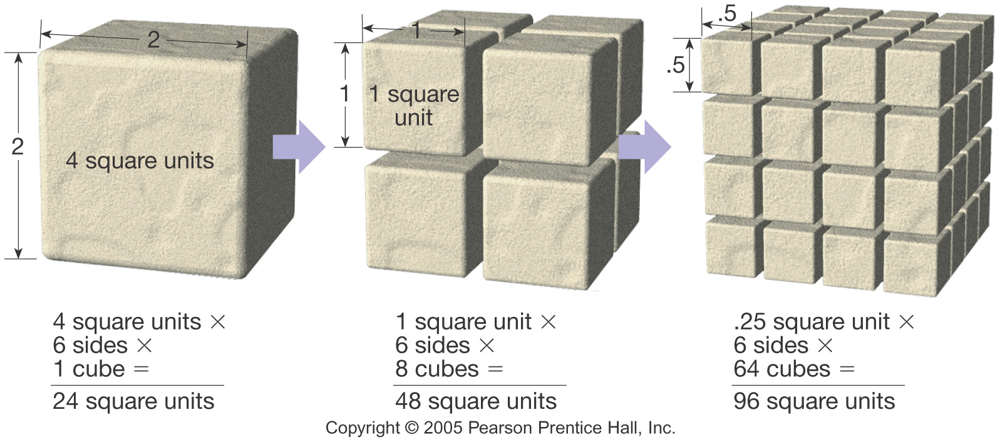 2
2
4 square units
1
1
1 square
unit
.5
.5
4 square units ×
6 sides ×
1 cube =
24 square units
1 square unit ×
6 sides ×
8 cubes =
48 square units
.25 square unit ×
6 sides ×
64 cubes =
96 square units
Copyright © 2005 Pearson Prentice Hall, Inc.